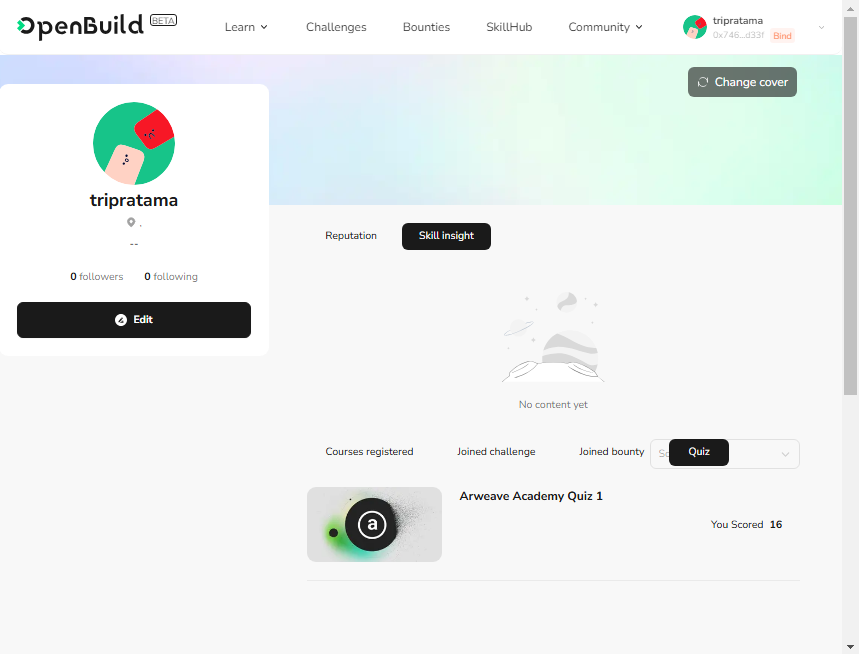 OpenBuild BETA
Learn Challenges Bounties SkillHub Community
tripratama
0x746...d33f Bind
Change cover
tripratama
.
--
0 followers 0 following
Edit
Reputation Skill insight
No content yet
Courses registered Joined challenge Joined bounty Quiz
Arweave Academy Quiz 1
You Scored 16
a